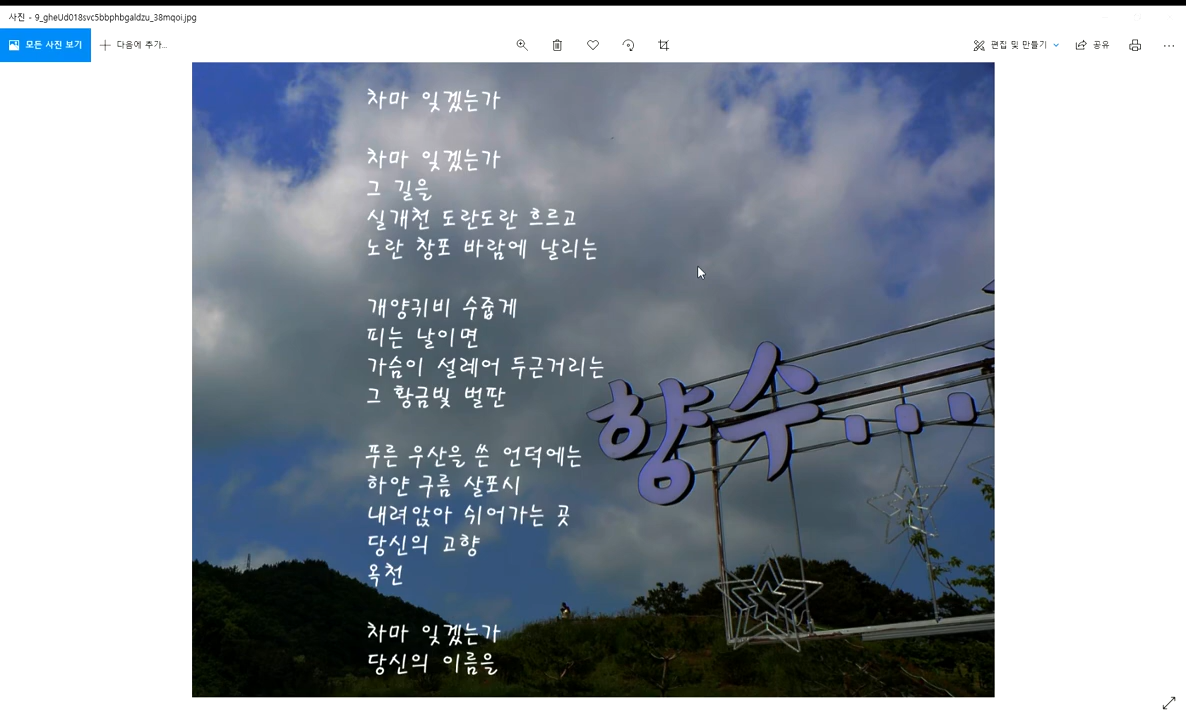 사진 - 9_gheUd018svc5bbphbgaldzu_38mqoi.jpg
모든 사진 보기
다음에 추가...
편집 및 만들기
공유
차마 잊겠는가
차마 잊겠는가
그 길을
실개천 도란도란 흐르고
노란 창포 바람에 날리는
개양귀비 수줍게
피는 날이면
가슴이 설레어 두근거리는
그 황금빛 벌판
푸른 우산을 쓴 언덕에는
하얀 구름 살포시
내려앉아 쉬어가는 곳
당신의 고향
옥천
차마 잊겠는가
당신의 이름을
향수...